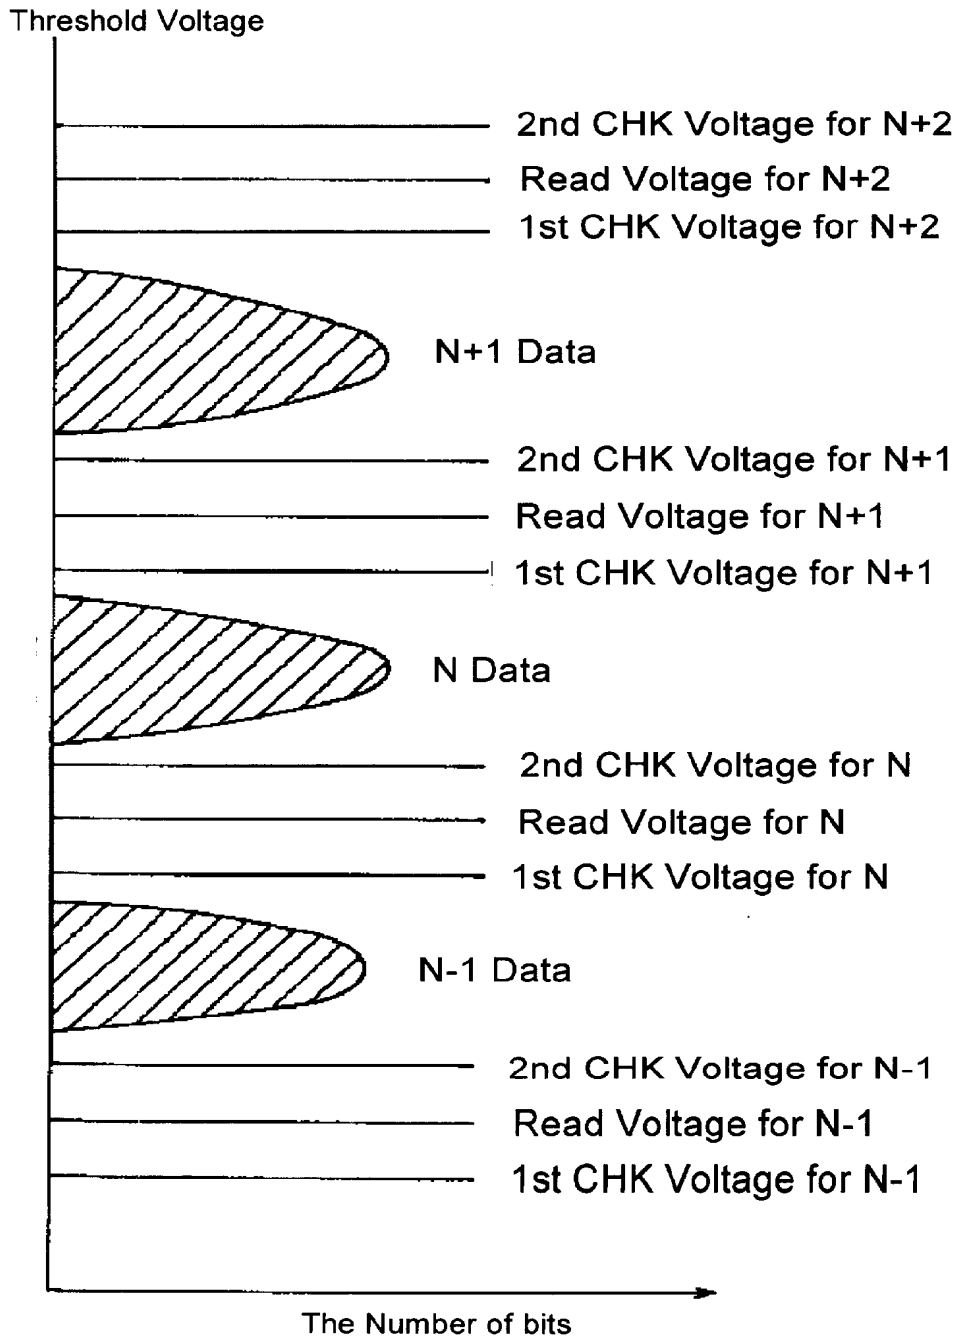 Threshold Voltage
2nd CHK Voltage for N+2
Read Voltage for N+2
1st CHK Voltage for N+2
N+1 Data
2nd CHK Voltage for N+1
Read Voltage for N+1
1st CHK Voltage for N+1
N Data
2nd CHK Voltage for N
Read Voltage for N
1st CHK Voltage for N
N-1 Data
2nd CHK Voltage for N-1
Read Voltage for N-1
1st CHK Voltage for N-1
The Number of bits